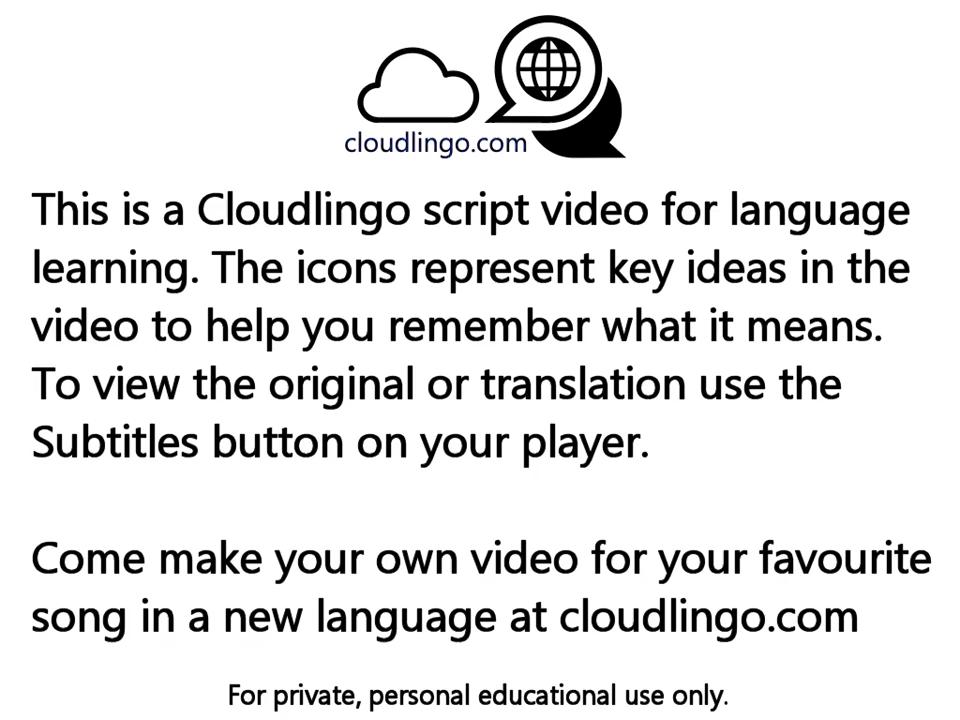 cloudlingo.com
This is a Cloudlingo script video for language
learning. The icons represent key ideas in the
video to help you remember what it means.
To view the original or translation use the
Subtitles button on your player.
Come make your own video for your favourite
song in a new language at cloudlingo.com
For private, personal educational use only.